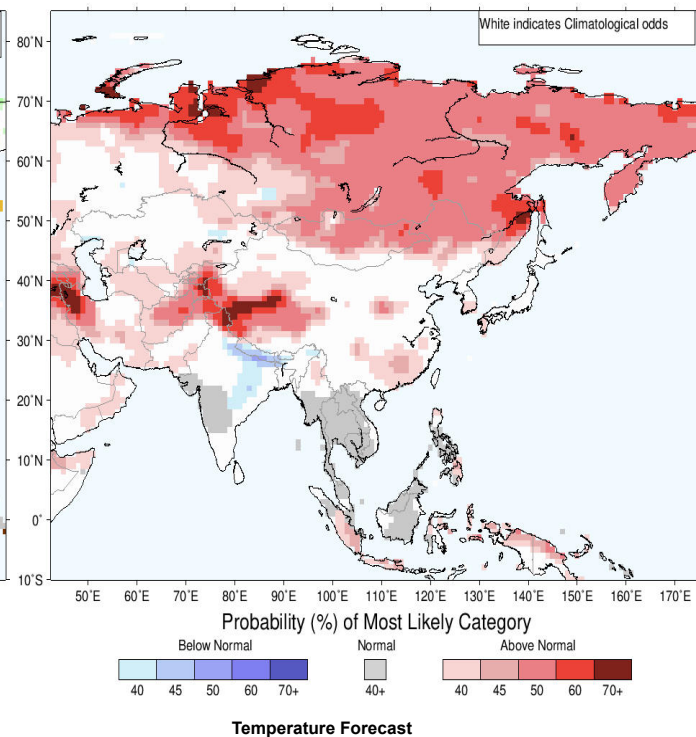 White indicates Climatological odds
80°N
70°N
60°N
50°N
40°N
30°N
20°N
10°N
0°
10°S
50°E 60°E 70°E 80°E 90°E 100°E 110°E 120°E 130°E 140°E 150°E 160°E 170°E
Probability (%) of Most Likely Category
Below Normal Normal Above Normal
40 45 50 60 70+ 40+ 40 45 50 60 70+
Temperature Forecast